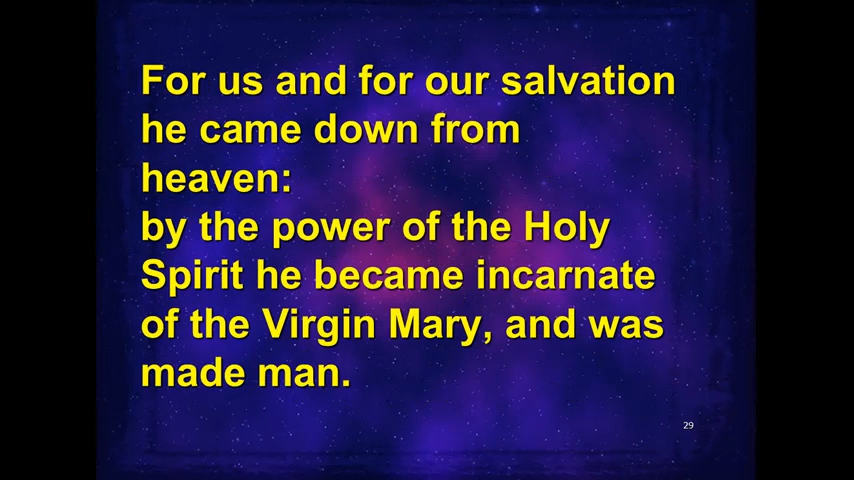 For us and for our salvation
he came down from
heaven:
by the power of the Holy
Spirit he became incarnate
of the Virgin Mary, and was
made man.
29